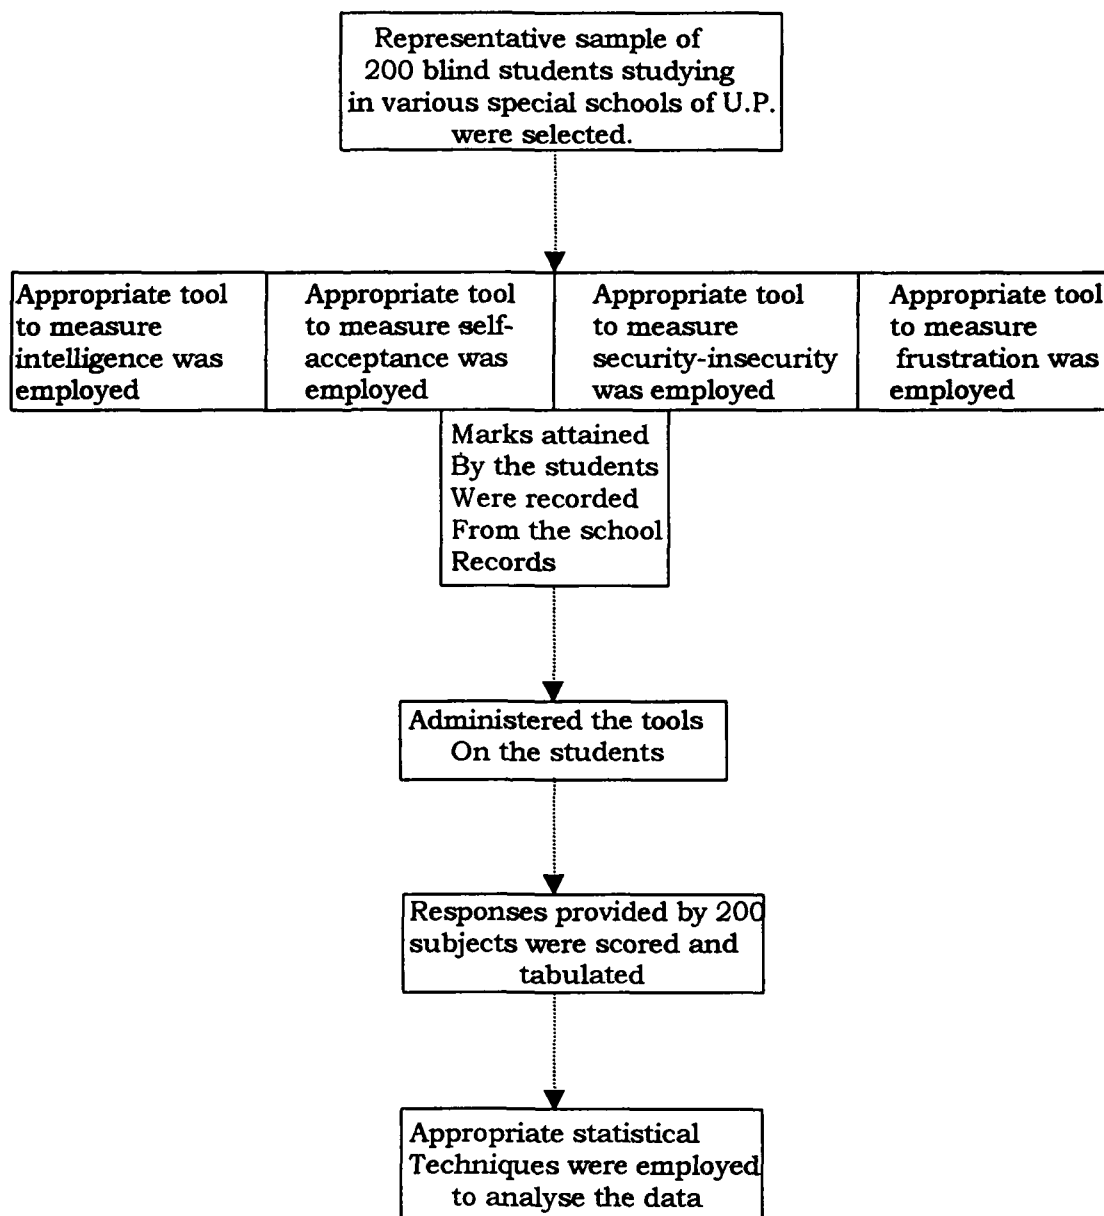 Representative sample of
200 blind students studying
in various special schools of U.P.
were selected.
Appropriate tool
to measure
intelligence was
employed
Appropriate tool
to measure self-
acceptance was
employed
Appropriate tool
to measure
security-insecurity
was employed
Appropriate tool
to measure
frustration was
employed
Marks attained
By the students
Were recorded
From the school
Records
Administered the tools
On the students
Responses provided by 200
subjects were scored and
tabulated
Appropriate statistical
Techniques were employed
to analyse the data